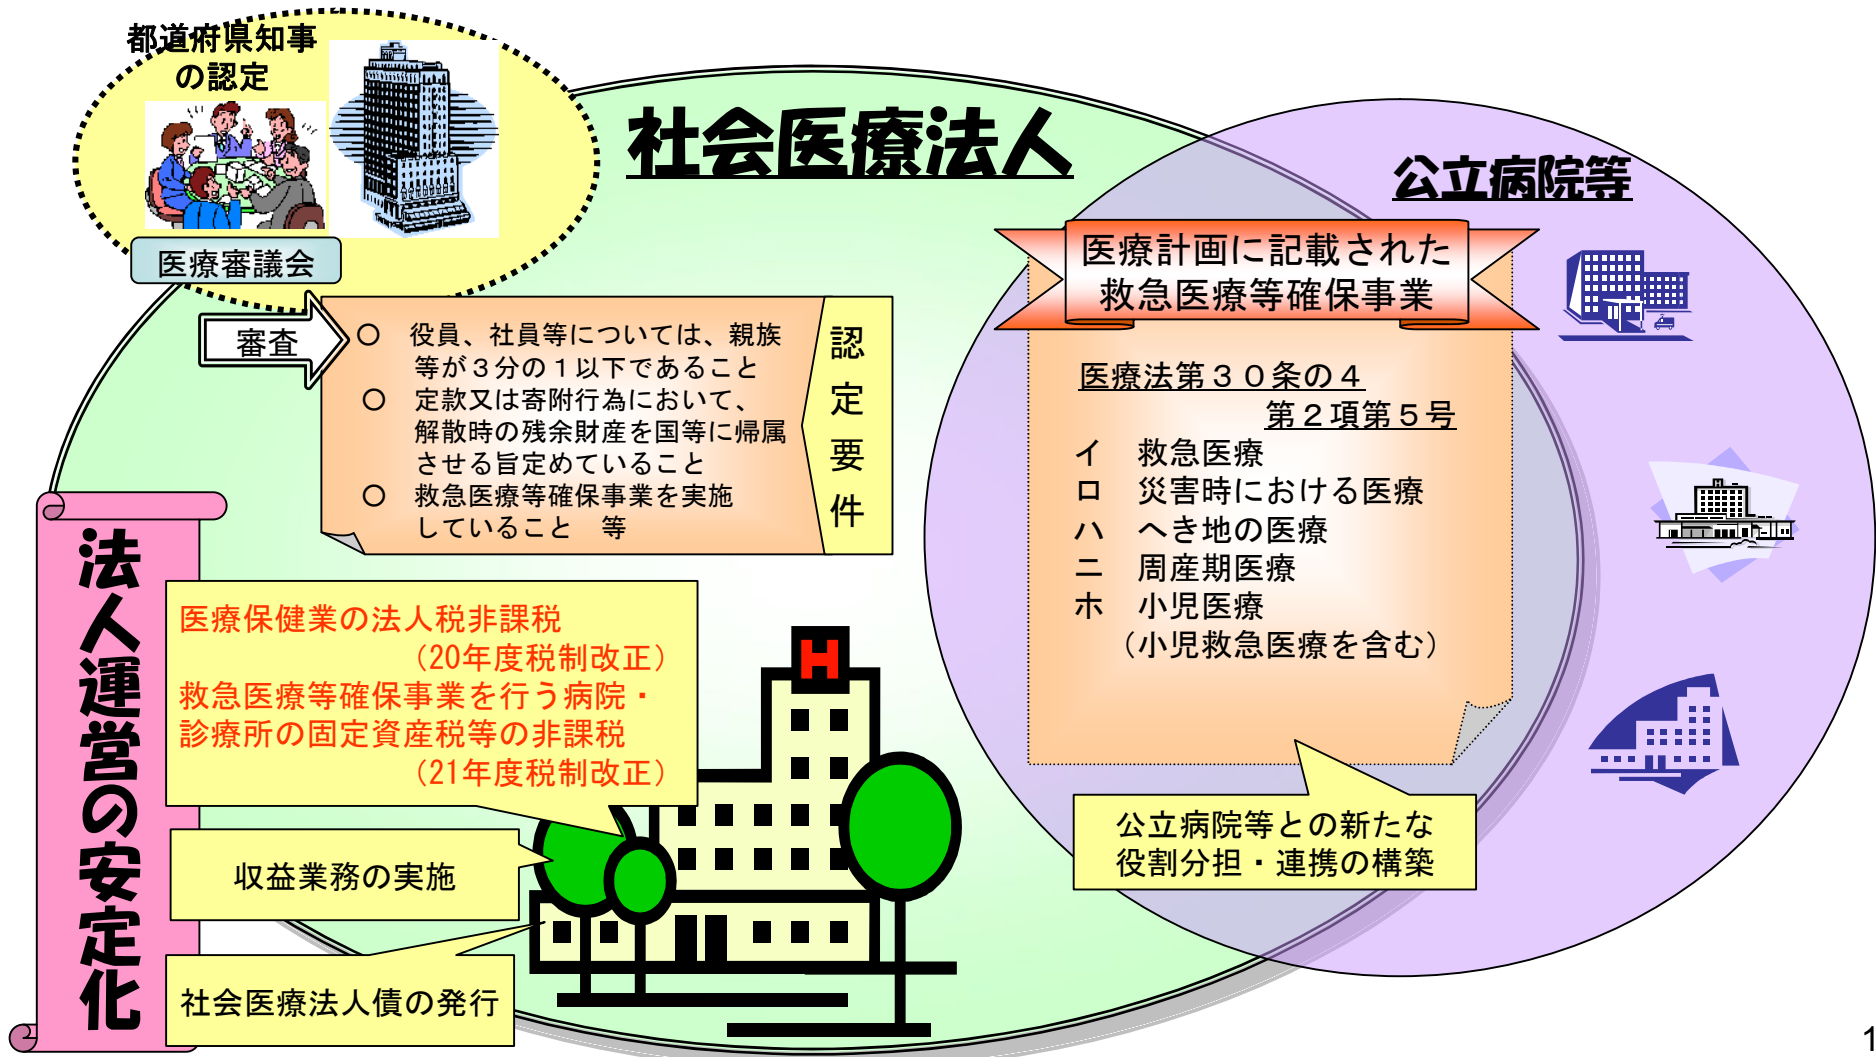 都道府県知事
の認定
医療審議会
社会医療法人
公立病院等
審査
○　役員、社員等については、親族
等が３分の１以下であること
○　定款又は寄附行為において、
解散時の残余財産を国等に帰属
させる旨定めていること
○　救急医療等確保事業を実施
していること　等
認
定
要
件
医療計画に記載された
救急医療等確保事業
医療法第３０条の４
第２項第５号
イ　救急医療
ロ　災害時における医療
ハ　へき地の医療
ニ　周産期医療
ホ　小児医療
（小児救急医療を含む）
公立病院等との新たな
役割分担・連携の構築
法人運営の安定化
医療保健業の法人税非課税
（20年度税制改正）
救急医療等確保事業を行う病院・
診療所の固定資産税等の非課税
（21年度税制改正）
収益業務の実施
社会医療法人債の発行
H
1